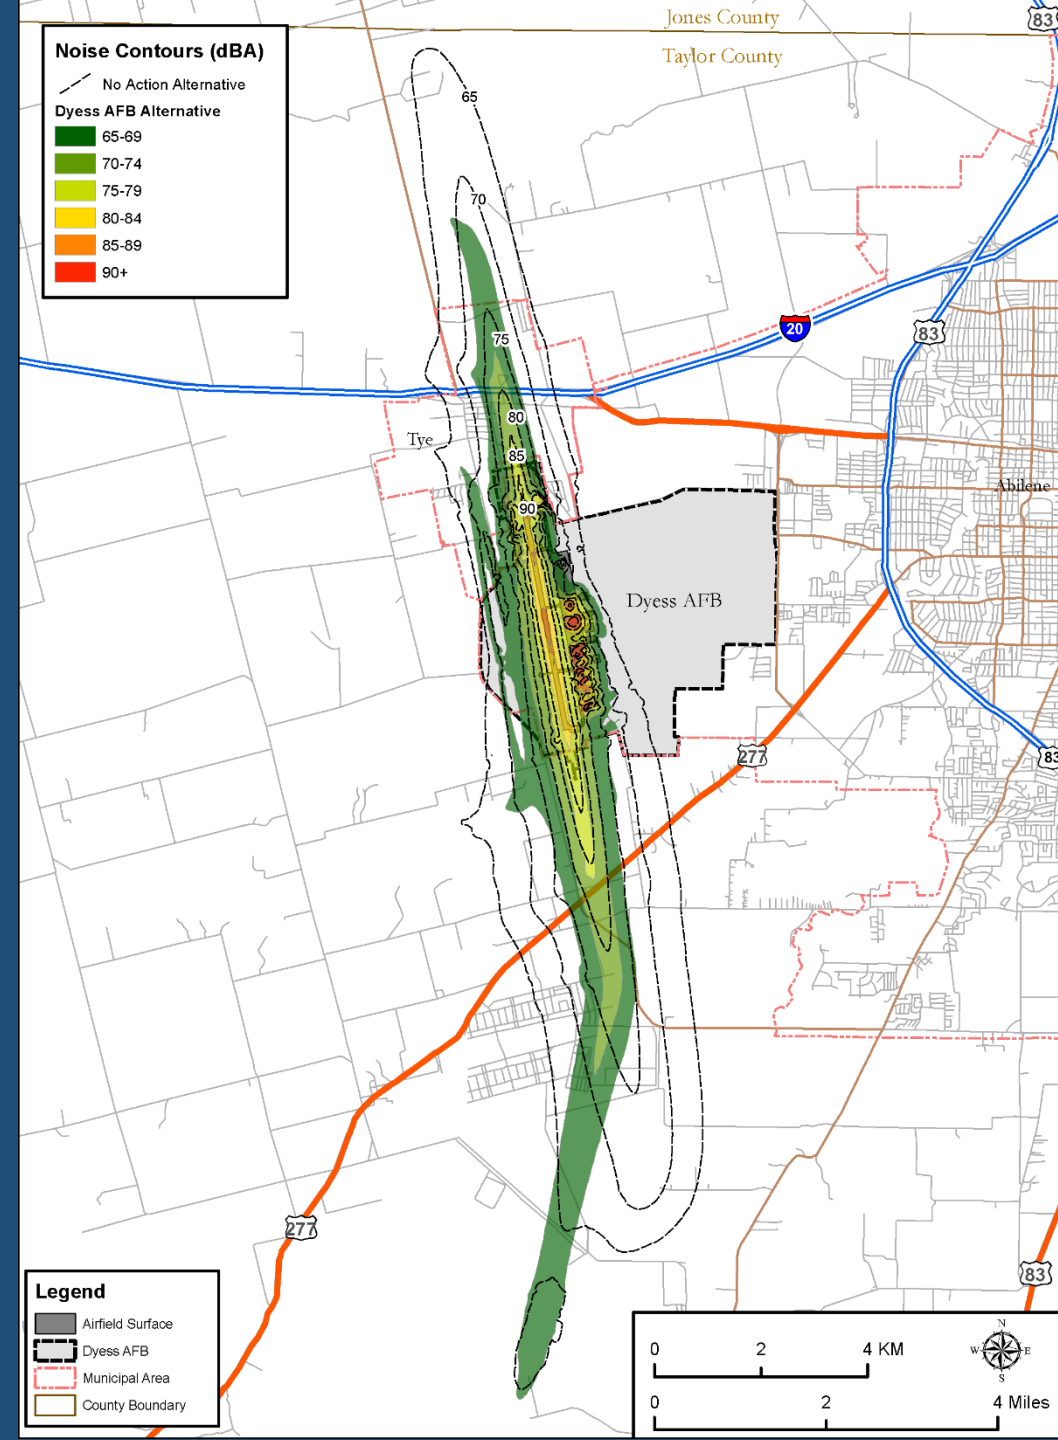 Jones County
Taylor County
83
Noise Contours (dBA)
No Action Alternative
Dyess AFB Alternative
65-69
70-74
75-79
80-84
85-89
90+
65
70
75
80
85
90
20
83
Tye
Abilene
Dyess AFB
277
83
277
83
Legend
Airfield Surface
Dyess AFB
Municipal Area
County Boundary
0 2 4 KM
0 2 4 Miles
N
W E
S